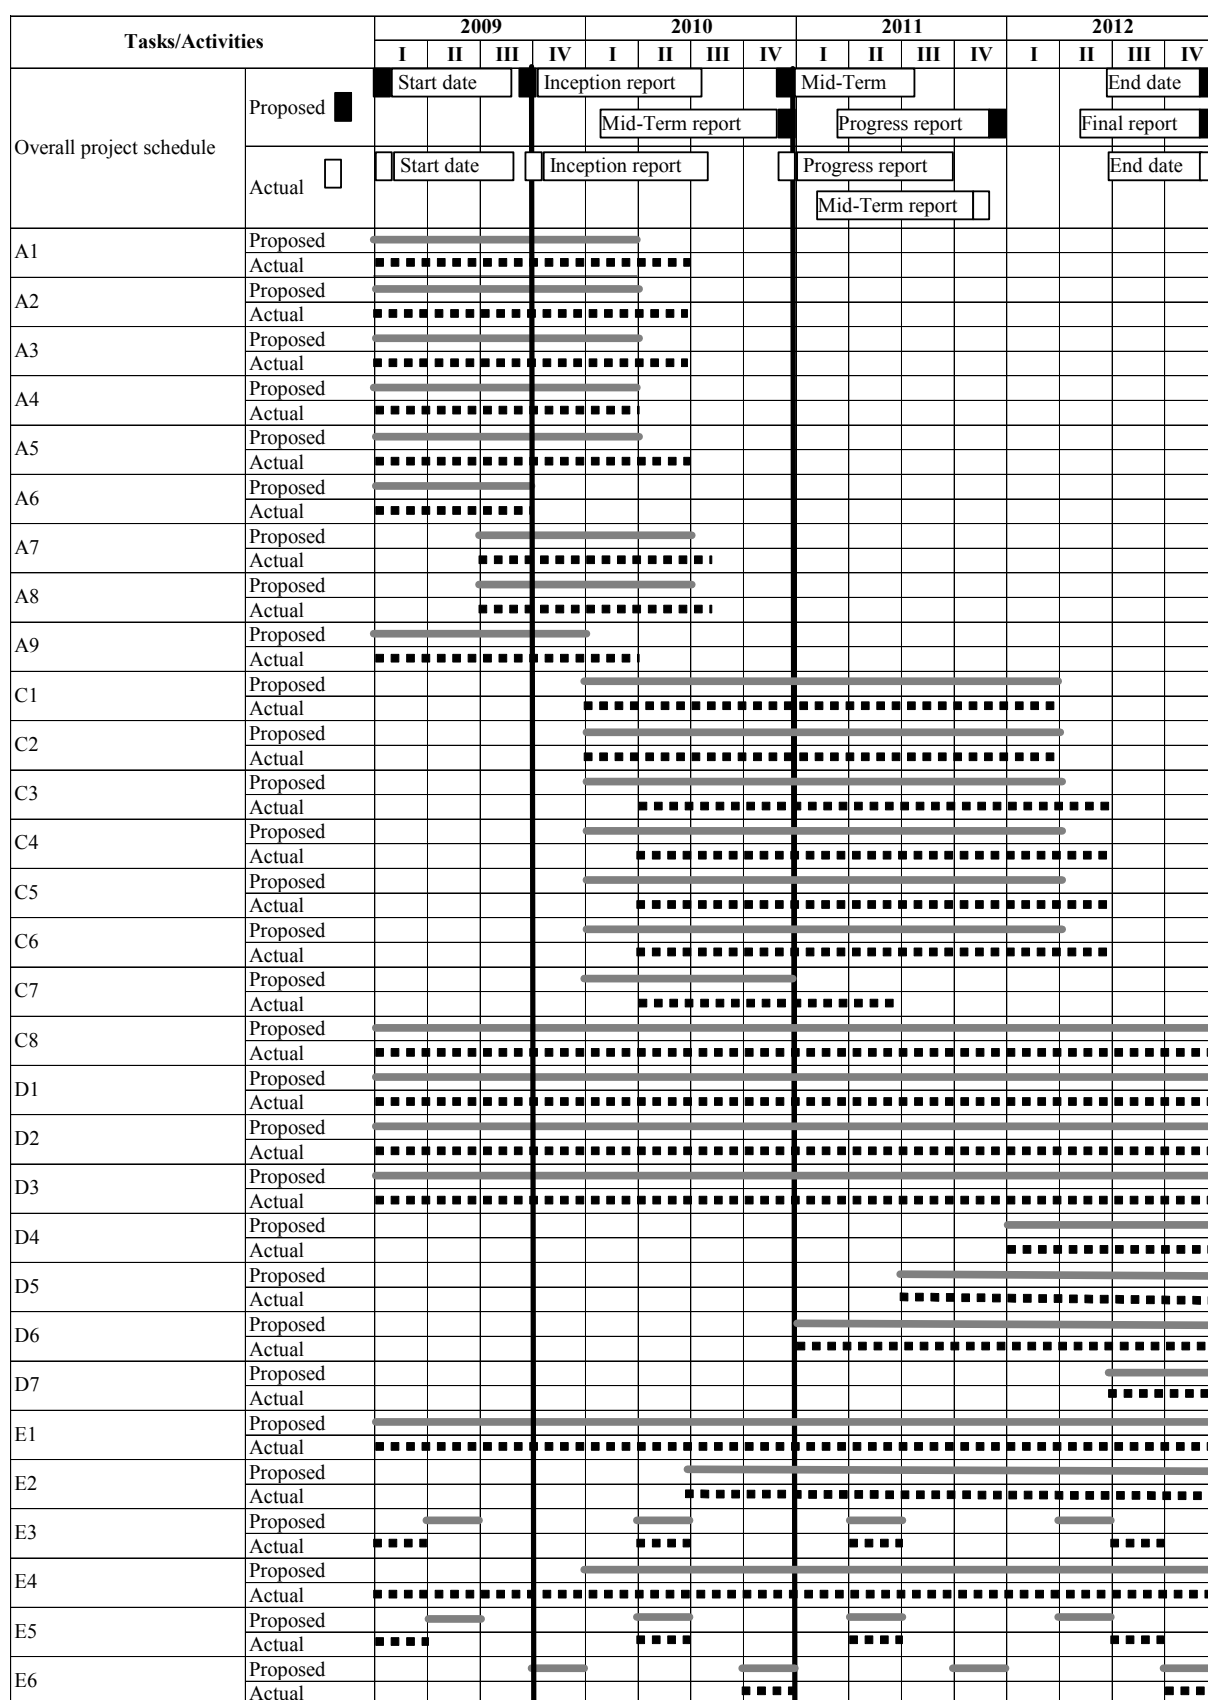 Tasks/Activities 2009 2010 2011 2012
I II III IV I II III IV I II III IV I II III IV
Overall project schedule
Proposed
Start date Inception report Mid-Term End date
Mid-Term report Progress report Final report
Actual
Start date Inception report Progress report End date
Mid-Term report
A1 Proposed
Actual
A2 Proposed
Actual
A3 Proposed
Actual
A4 Proposed
Actual
A5 Proposed
Actual
A6 Proposed
Actual
A7 Proposed
Actual
A8 Proposed
Actual
A9 Proposed
Actual
C1 Proposed
Actual
C2 Proposed
Actual
C3 Proposed
Actual
C4 Proposed
Actual
C5 Proposed
Actual
C6 Proposed
Actual
C7 Proposed
Actual
C8 Proposed
Actual
D1 Proposed
Actual
D2 Proposed
Actual
D3 Proposed
Actual
D4 Proposed
Actual
D5 Proposed
Actual
D6 Proposed
Actual
D7 Proposed
Actual
E1 Proposed
Actual
E2 Proposed
Actual
E3 Proposed
Actual
E4 Proposed
Actual
E5 Proposed
Actual
E6 Proposed
Actual